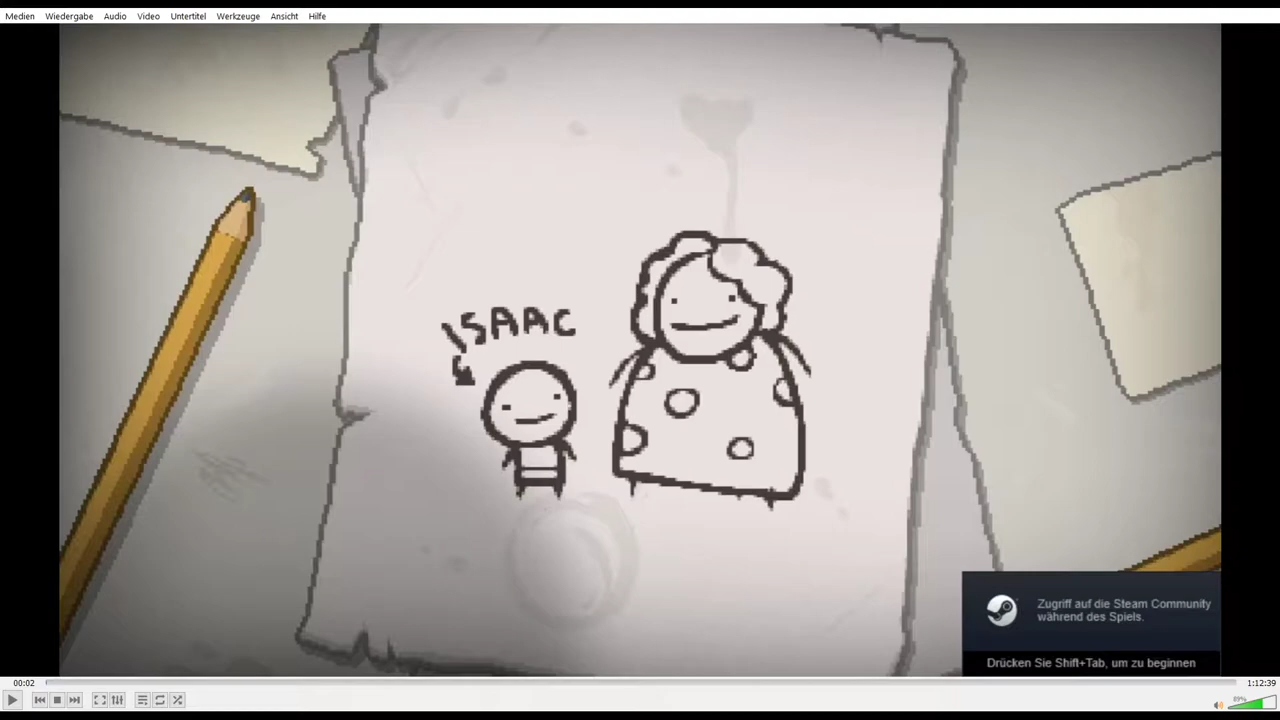 Medien Wiedergabe Audio Video Untertitel Werkzeuge Ansicht Hilfe
ISAAC
Zugriff auf die Steam Community
während des Spiels.
Drücken Sie Shift+Tab, um zu beginnen
00:02 1:12:39
89%